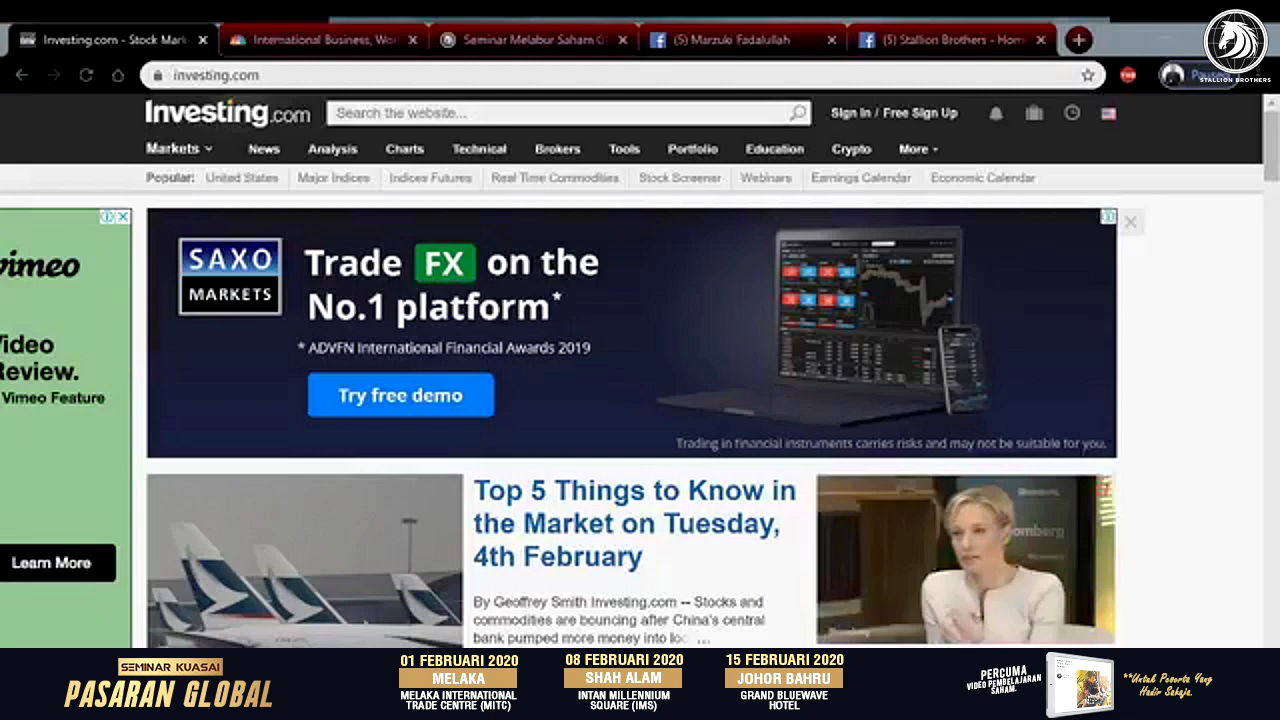 Investing.com - Stock Mark
International Business, Wo
Seminar Melabur Saham G
(5) Marzuki Fadalullah
(5) Stallion Brothers - Hom
investing.com
Paused
STALLION BROTHERS
Investing.com
Search the website...
Sign In / Free Sign Up
Markets
News
Analysis
Charts
Technical
Brokers
Tools
Portfolio
Education
Crypto
More
Popular:
United States
Major Indices
Indices Futures
Real Time Commodities
Stock Screener
Webinars
Earnings Calendar
Economic Calendar
vimeo
Video
Review.
Vimeo Feature
Learn More
SAXO
MARKETS
Trade FX on the
No.1 platform*
* ADVFN International Financial Awards 2019
Try free demo
Trading in financial instruments carries risks and may not be suitable for you.
Top 5 Things to Know in
the Market on Tuesday,
4th February
By Geoffrey Smith Investing.com -- Stocks and
commodities are bouncing after China's central
bank pumped more money into loc ...
omberg
SEMINAR KUASAI
PASARAN GLOBAL
01 FEBRUARI 2020
MELAKA
MELAKA INTERNATIONAL
TRADE CENTRE (MITC)
08 FEBRUARI 2020
SHAH ALAM
INTAN MILLENNIUM
SQUARE (IMS)
15 FEBRUARI 2020
JOHOR BAHRU
GRAND BLUEWAVE
HOTEL
PERCUMA
VIDEO PEMBELAJARAN
SAHAM.
**Untuk Peserta Yang
Hadir Sahaja.